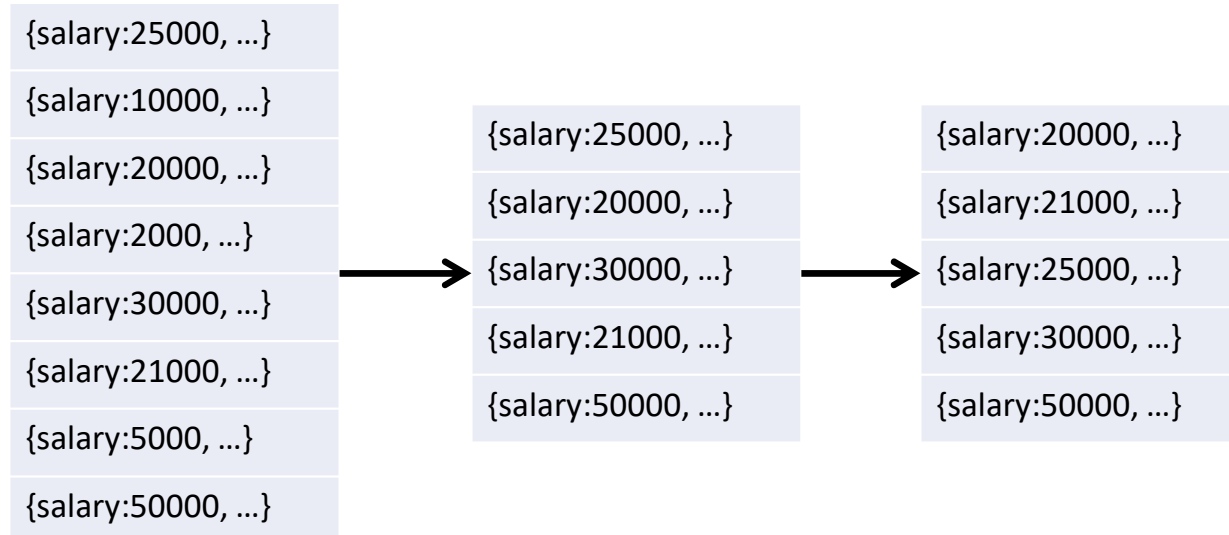 {salary:25000, …}
{salary:10000, …}
{salary:20000, …}
{salary:2000, …}
{salary:30000, …}
{salary:21000, …}
{salary:5000, …}
{salary:50000, …}
{salary:25000, …}
{salary:20000, …}
{salary:30000, …}
{salary:21000, …}
{salary:50000, …}
{salary:20000, …}
{salary:21000, …}
{salary:25000, …}
{salary:30000, …}
{salary:50000, …}